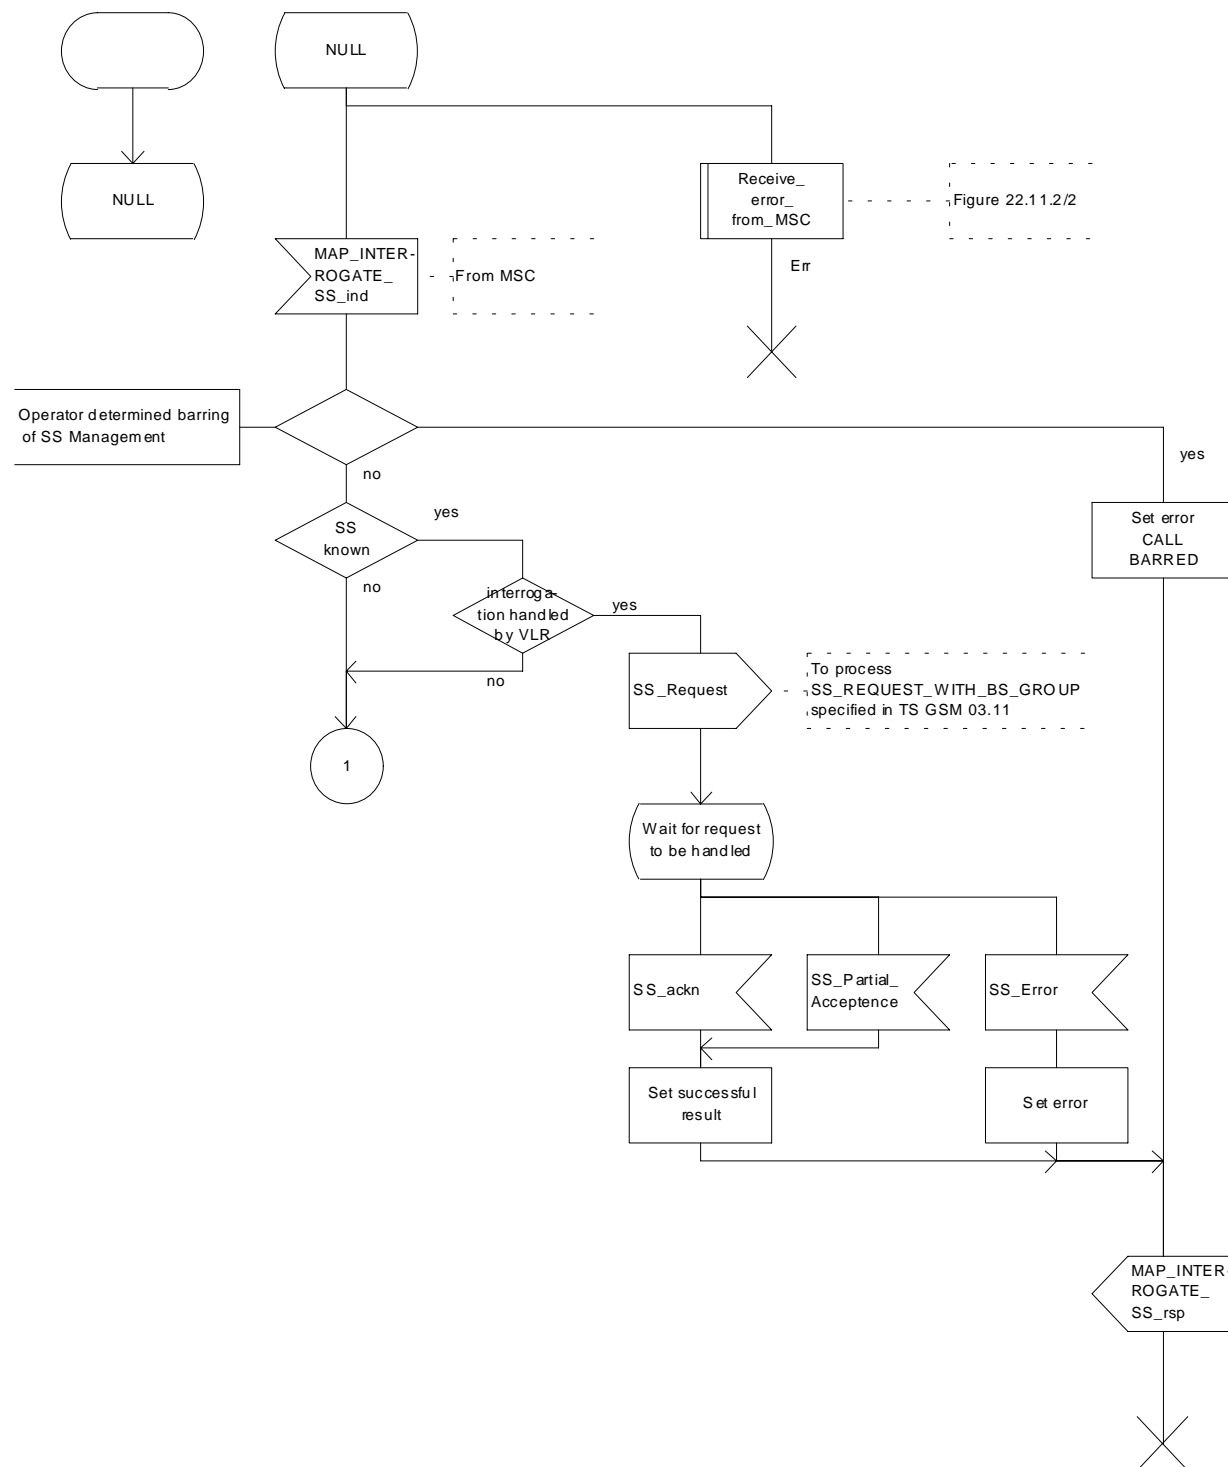 NULL
NULL
Receive_
error_
from_MSC
Figure 22.11.2/2
Err
MAP_INTER-
ROGATE_
SS_ind
From MSC
Operator determined barring
of SS Management
yes
no
SS
known
yes
no
Set error
CALL
BARRED
interroga-
tion handled
by VLR
yes
no
SS_Request
To process
SS_REQUEST_WITH_BS_GROUP
specified in TS GSM 03.11
1
Wait for request
to be handled
SS_ackn
SS_Partial_
Acceptence
SS_Error
Set successful
result
Set error
MAP_INTER-
ROGATE_
SS_rsp